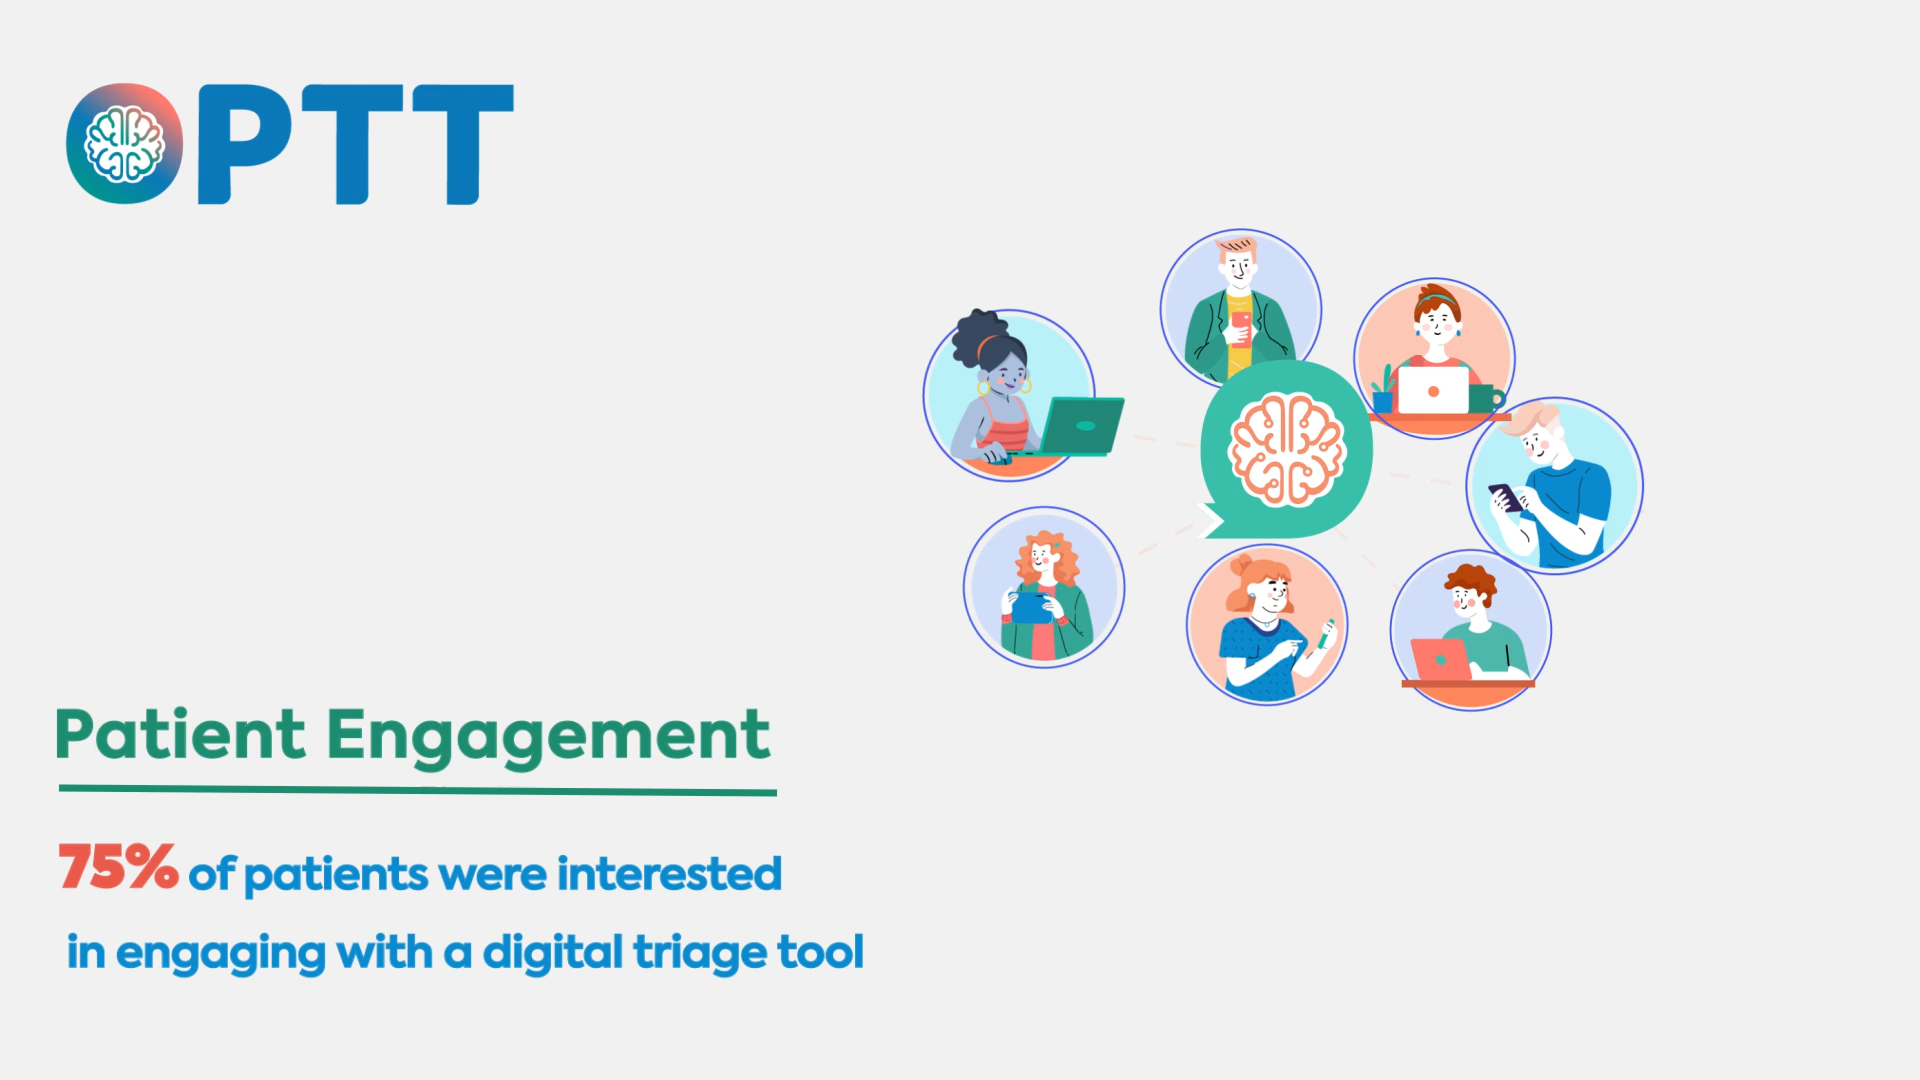 OPTT
Patient Engagement
75% of patients were interested
in engaging with a digital triage tool